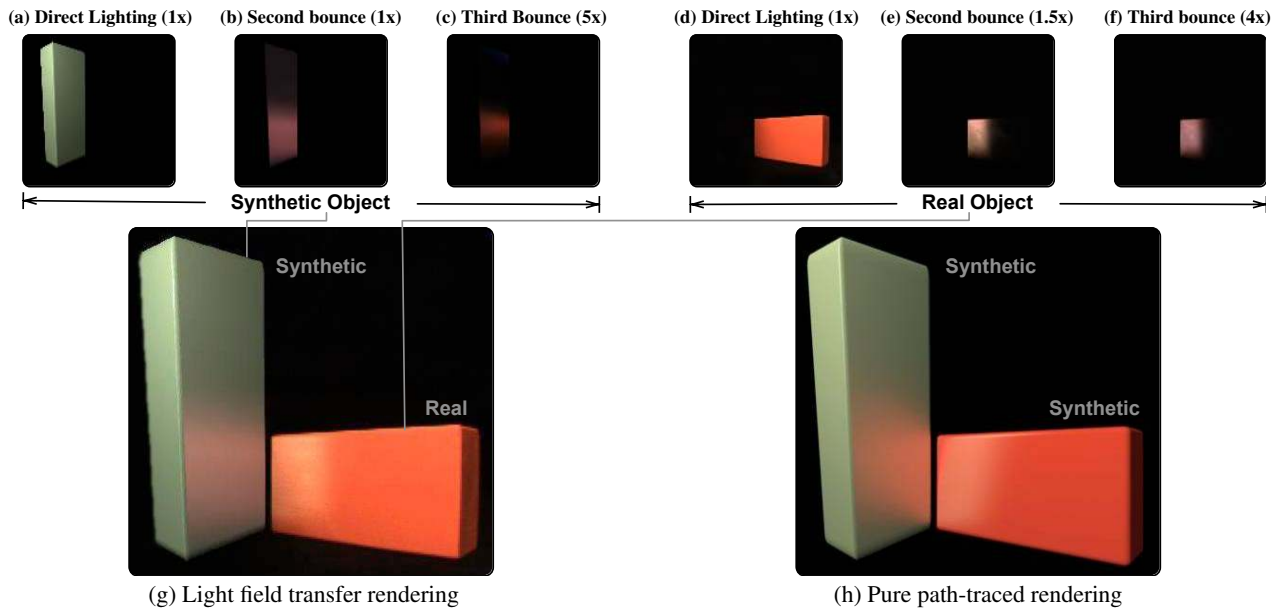 (a) Direct Lighting (1x) (b) Second bounce (1x) (c) Third Bounce (5x) (d) Direct Lighting (1x) (e) Second bounce (1.5x) (f) Third bounce (4x)
Synthetic Object Real Object
Synthetic Synthetic
Real Synthetic
(g) Light field transfer rendering (h) Pure path-traced rendering